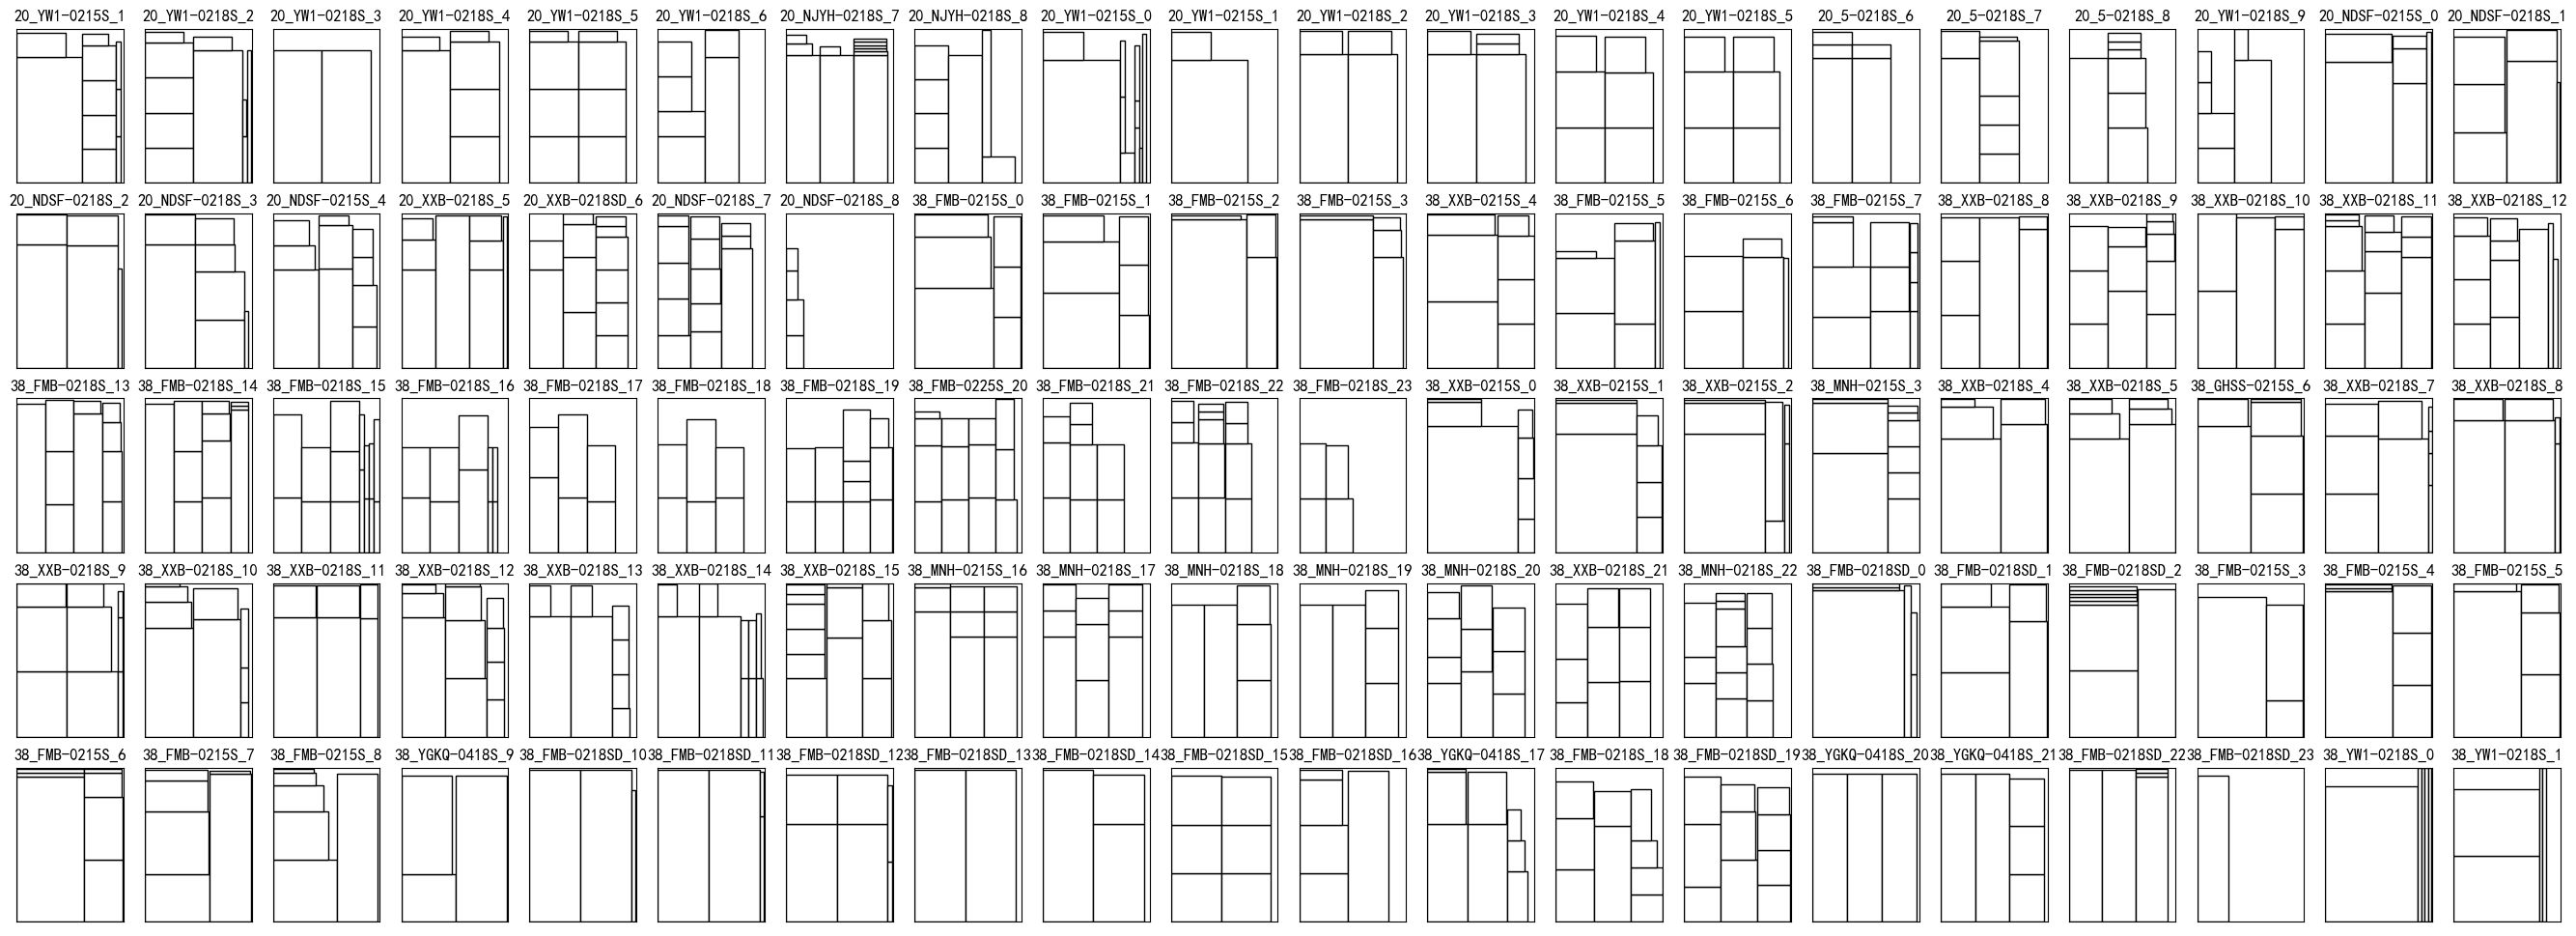 20_YW1-0215S_1 20_YW1-0218S_2 20_YW1-0218S_3 20_YW1-0218S_4 20_YW1-0218S_5 20_YW1-0218S_6 20_NJYH-0218S_7 20_NJYH-0218S_8 20_YW1-0215S_0 20_YW1-0215S_1 20_YW1-0218S_2 20_YW1-0218S_3 20_YW1-0218S_4 20_YW1-0218S_5 20_5-0218S_6 20_5-0218S_7 20_5-0218S_8 20_YW1-0218S_9 20_NDSF-0215S_0 20_NDSF-0218S_1
20_NDSF-0218S_2 20_NDSF-0218S_3 20_NDSF-0215S_4 20_XXB-0218S_5 20_XXB-0218SD_6 20_NDSF-0218S_7 20_NDSF-0218S_8 38_FMB-0215S_0 38_FMB-0215S_1 38_FMB-0215S_2 38_FMB-0215S_3 38_XXB-0215S_4 38_FMB-0218S_5 38_FMB-0215S_6 38_FMB-0215S_7 38_XXB-0218S_8 38_XXB-0218S_9 38_XXB-0218S_10 38_XXB-0218S_11 38_XXB-0218S_12
38_FMB-0218S_13 38_FMB-0218S_14 38_FMB-0218S_15 38_FMB-0218S_16 38_FMB-0218S_17 38_FMB-0218S_18 38_FMB-0218S_19 38_FMB-0225S_20 38_FMB-0218S_21 38_FMB-0218S_22 38_FMB-0218S_23 38_XXB-0215S_0 38_XXB-0215S_1 38_XXB-0215S_2 38_MNH-0215S_3 38_XXB-0218S_4 38_XXB-0218S_5 38_GHSS-0215S_6 38_XXB-0218S_7 38_XXB-0218S_8
38_XXB-0218S_9 38_XXB-0218S_10 38_XXB-0218S_11 38_XXB-0218S_12 38_XXB-0218S_13 38_XXB-0218S_14 38_XXB-0218S_15 38_MNH-0215S_16 38_MNH-0218S_17 38_MNH-0218S_18 38_MNH-0218S_19 38_MNH-0218S_20 38_XXB-0218S_21 38_MNH-0218S_22 38_FMB-0218SD_0 38_FMB-0218SD_1 38_FMB-0218SD_2 38_FMB-0215S_3 38_FMB-0215S_4 38_FMB-0215S_5
38_FMB-0215S_6 38_FMB-0215S_7 38_FMB-0215S_8 38_YGKQ-0418S_9 38_FMB-0218SD_10 38_FMB-0218SD_11 38_FMB-0218SD_12 38_FMB-0218SD_13 38_FMB-0218SD_14 38_FMB-0218SD_15 38_FMB-0218SD_16 38_YGKQ-0418S_17 38_FMB-0218S_18 38_FMB-0218SD_19 38_YGKQ-0418S_20 38_YGKQ-0418S_21 38_FMB-0218SD_22 38_FMB-0218SD_23 38_YW1-0218S_0 38_YW1-0218S_1